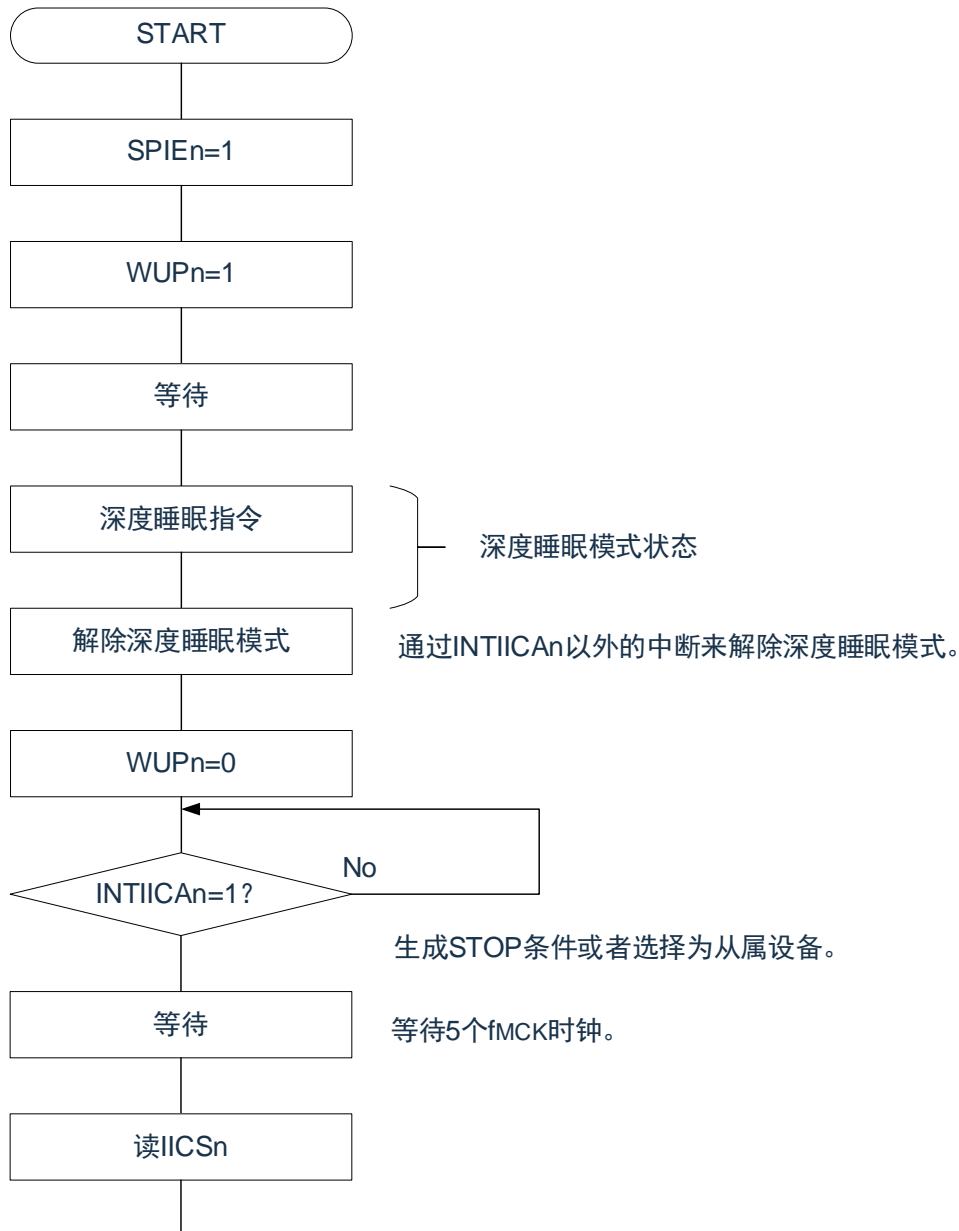 START
SPIEn=1
WUPn=1
等待
深度睡眠指令
深度睡眠模式状态
解除深度睡眠模式
通过INTIICAn以外的中断来解除深度睡眠模式。
WUPn=0
No
INTIICAn=1?
生成STOP条件或者选择为从属设备。
等待
等待5个fMCK时钟。
读IICSn